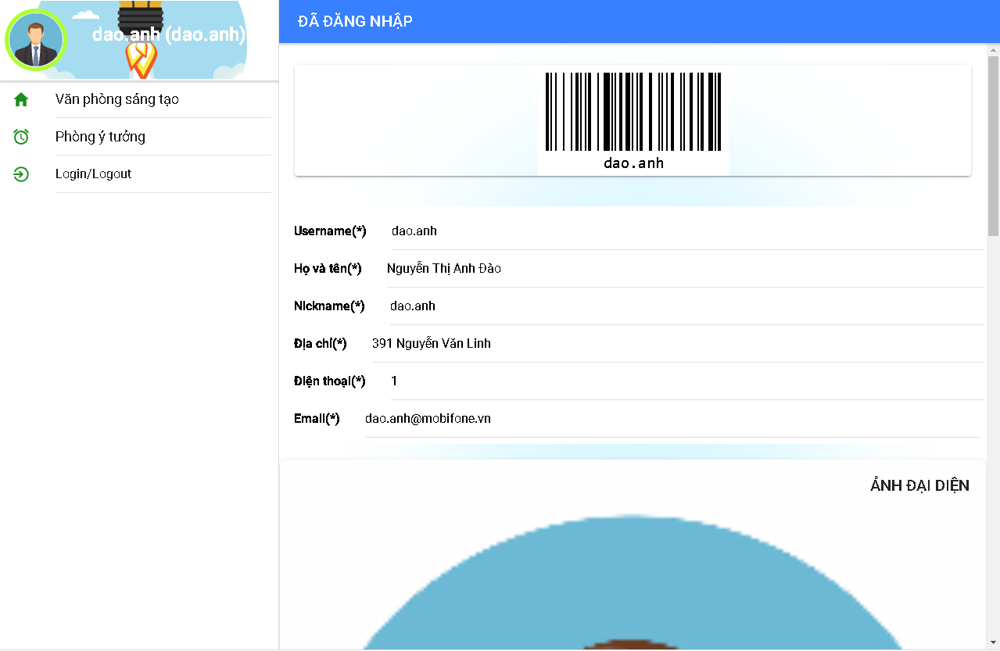 dao.anh (dao.anh)
Văn phòng sáng tạo
Phòng ý tưởng
Login/Logout
ĐÃ ĐĂNG NHẬP
dao.anh
Username(*) dao.anh
Họ và tên(*) Nguyễn Thị Anh Đào
Nickname(*) dao.anh
Địa chỉ(*) 391 Nguyễn Văn Linh
Điện thoại(*) 1
Email(*) dao.anh@mobifone.vn
ẢNH ĐẠI DIỆN